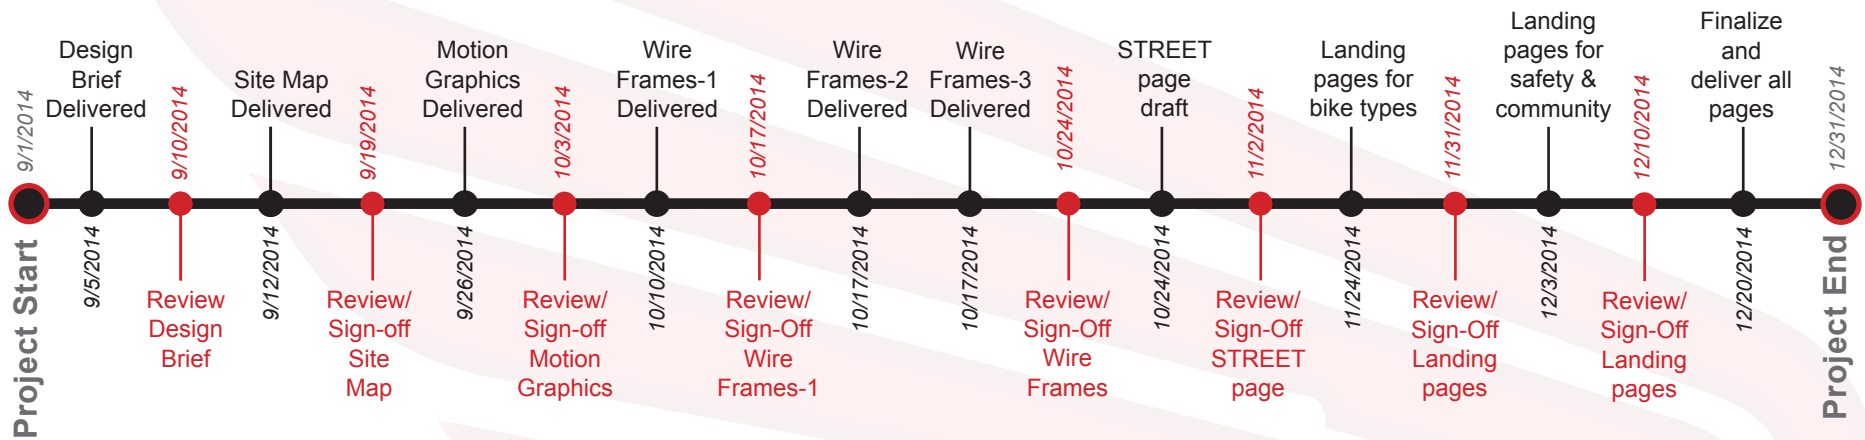 Project Start
9/1/2014
Design
Brief
Delivered
9/5/2014
9/10/2014
Review
Design
Brief
Site Map
Delivered
9/12/2014
9/19/2014
Review/
Sign-off
Site
Map
Motion
Graphics
Delivered
9/26/2014
10/3/2014
Review/
Sign-off
Motion
Graphics
Wire
Frames-1
Delivered
10/10/2014
10/17/2014
Review/
Sign-Off
Wire
Frames-1
Wire
Frames-2
Delivered
10/17/2014
Wire
Frames-3
Delivered
10/17/2014
10/24/2014
Review/
Sign-Off
Wire
Frames
STREET
page
draft
10/24/2014
11/2/2014
Review/
Sign-Off
STREET
page
Landing
pages for
bike types
11/24/2014
11/31/2014
Review/
Sign-Off
Landing
pages
Landing
pages for
safety &
community
12/3/2014
12/10/2014
Review/
Sign-Off
Landing
pages
Finalize
and
deliver all
pages
12/20/2014
12/31/2014
Project End